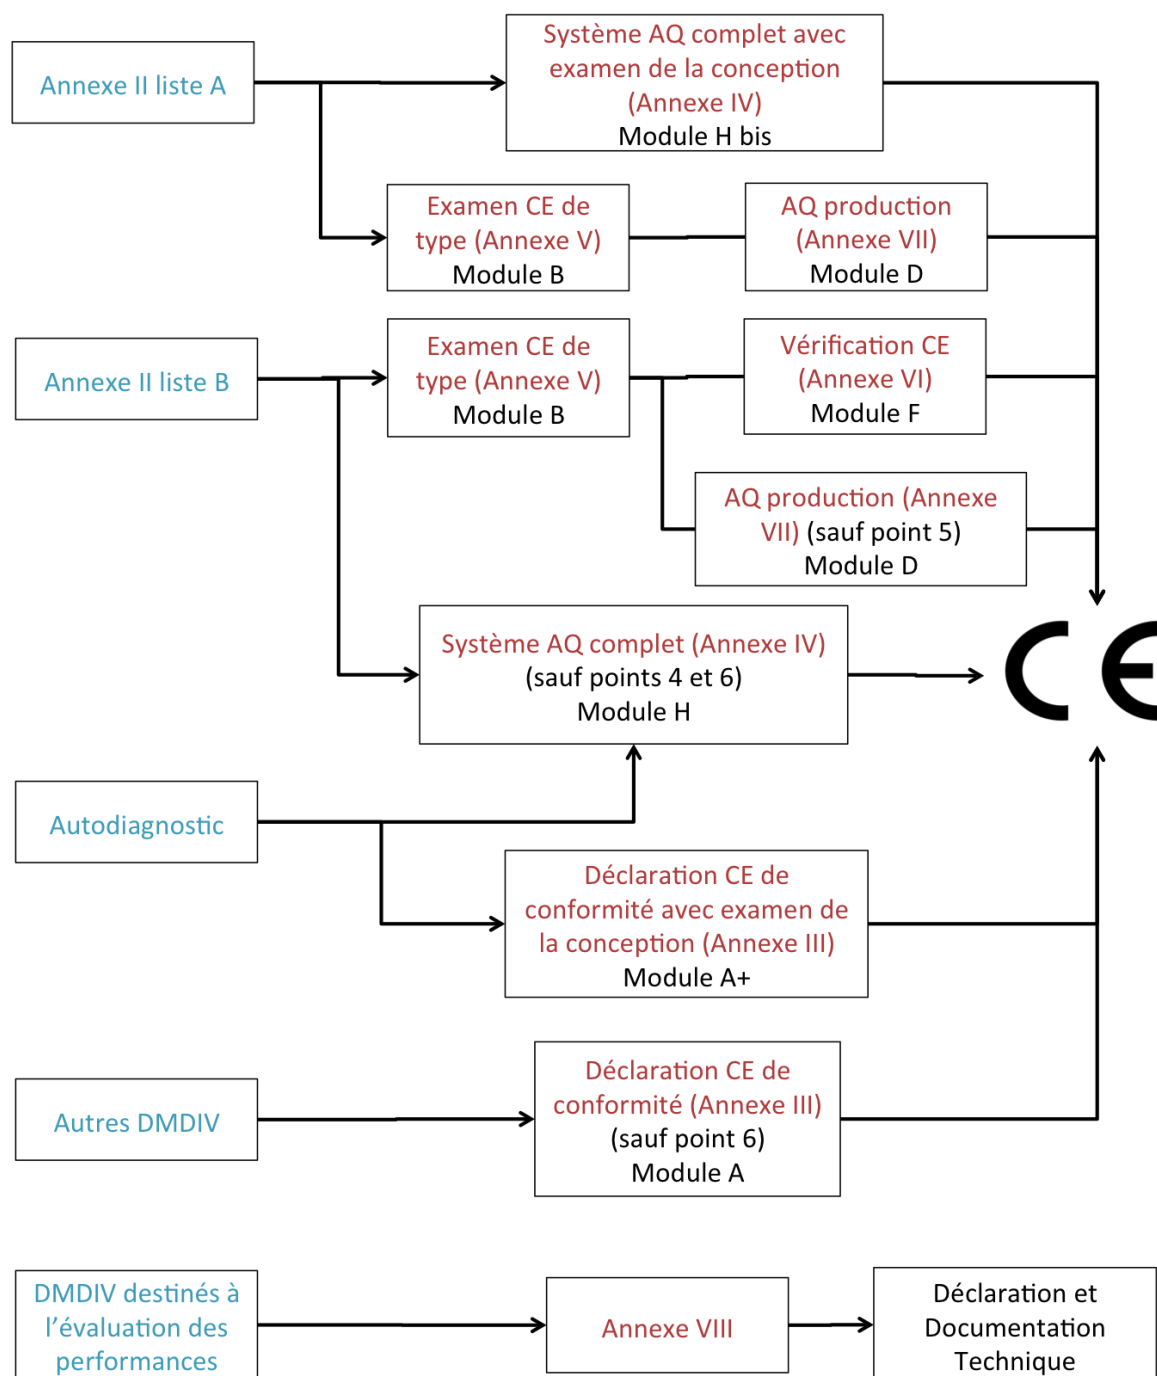 Système AQ complet avec
examen de la conception
(Annexe IV)
Module H bis
Annexe II liste A
Examen CE de
type (Annexe V)
Module B
AQ production
(Annexe VII)
Module D
Annexe II liste B
Examen CE de
type (Annexe V)
Module B
Vérification CE
(Annexe VI)
Module F
AQ production (Annexe
VII) (sauf point 5)
Module D
Système AQ complet (Annexe IV)
(sauf points 4 et 6)
Module H
CE
Autodiagnostic
Déclaration CE de
conformité avec examen de
la conception (Annexe III)
Module A+
Autres DMDIV
Déclaration CE de
conformité (Annexe III)
(sauf point 6)
Module A
DMDIV destinés à
l’évaluation des
performances
Annexe VIII
Déclaration et
Documentation
Technique